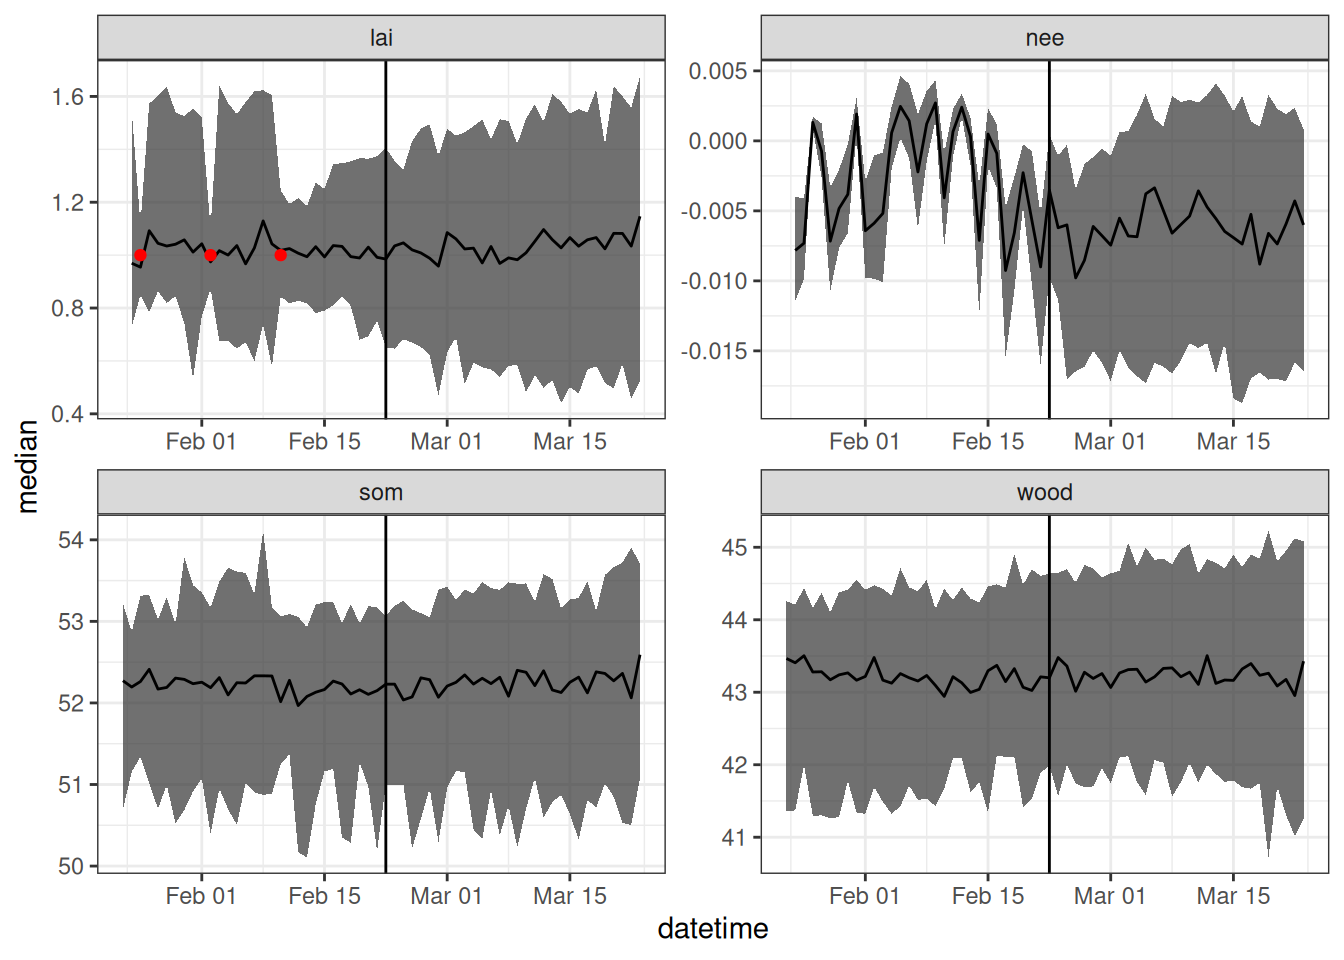 lai
nee
1.6
1.2
0.8
0.4
0.005
0.000
-0.005
-0.010
-0.015
Feb 01 Feb 15 Mar 01 Mar 15
Feb 01 Feb 15 Mar 01 Mar 15
median
som
wood
54
53
52
51
50
45
44
43
42
41
Feb 01 Feb 15 Mar 01 Mar 15
Feb 01 Feb 15 Mar 01 Mar 15
datetime